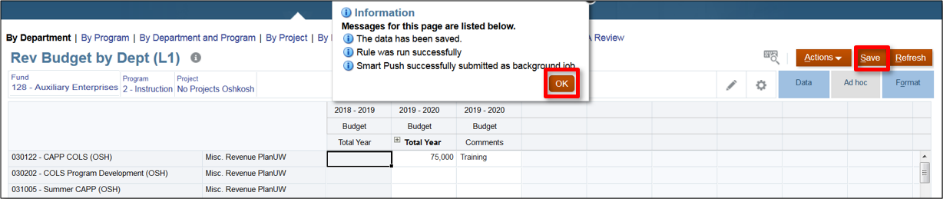 Information
Messages for this page are listed below.
The data has been saved.
Rule was run successfully
Smart Push successfully submitted as background job
OK
By Department | By Program | By Department and Program | By Project | By
Review
Rev Budget by Dept (L1)
Actions Save Refresh
Fund Program Project
128 - Auxiliary Enterprises 2 - Instruction No Projects Oshkosh
Data Ad hoc Format
2018 - 2019 2019 - 2020 2019 - 2020
Budget Budget Budget
Total Year Total Year Comments
030122 - CAPP COLS (OSH) Misc. Revenue PlanUW 75,000 Training
030202 - COLS Program Development (OSH) Misc. Revenue PlanUW
031005 - Summer CAPP (OSH) Misc. Revenue PlanUW